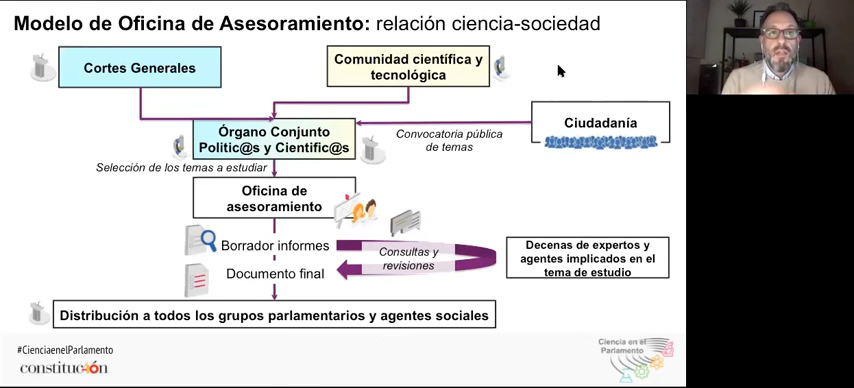 Modelo de Oficina de Asesoramiento: relación ciencia-sociedad
Cortes Generales
Comunidad científica y
tecnológica
Órgano Conjunto
Politic@s y Cientific@s
Convocatoria pública
de temas
Ciudadanía
Selección de los temas a estudiar
Oficina de
asesoramiento
Borrador informes
Consultas y
revisiones
Documento final
Decenas de expertos y
agentes implicados en el
tema de estudio
Distribución a todos los grupos parlamentarios y agentes sociales
#CienciaenelParlamento
constitución
Ciencia en el
Parlamento